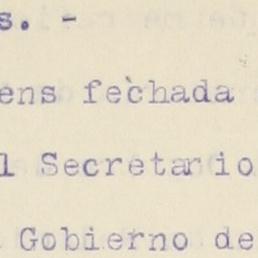 s. -
ens fechada
l Secretario
Gobierno de